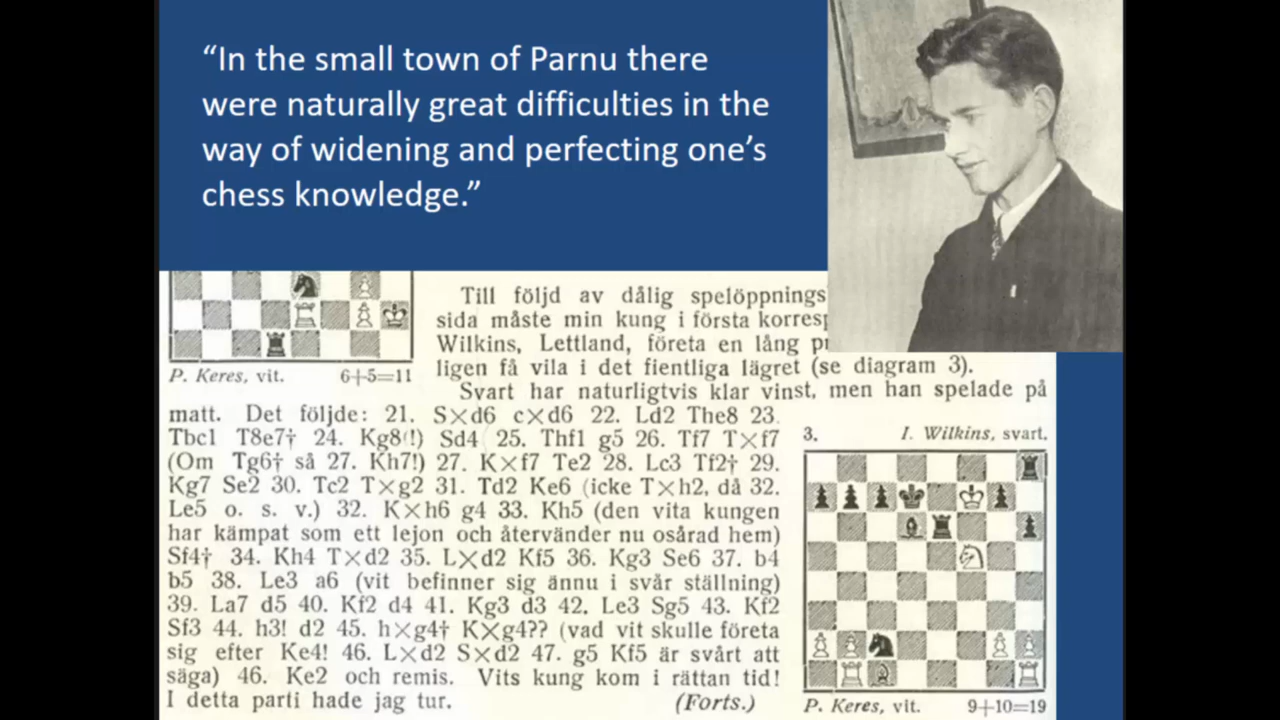 “In the small town of Parnu there
were naturally great difficulties in the
way of widening and perfecting one’s
chess knowledge.”
P. Keres, vit. 6+5=11
Till följd av dålig spelöppnings
sida måste min kung i första
Wilkins, Lettland, företa en lång
ligen få vila i det fientliga lägret (se diagram 3).
Svart har naturligtvis klar vinst, men han spelade på
matt. Det följde: 21. S×d6 c×d6 22. Ld2 The8 23.
Tbc1 T8e7† 24. Kg8(!) Sd4 25. Thf1 g5 26. Tf7 T×f7
(Om Tg6† så 27. Kh7!) 27. K×f7 Te2 28. Lc3 Tf2† 29.
Kg7 Se2 30. Tc2 T×g2 31. Td2 Ke6 (icke T×h2, då 32.
Le5 o. s. v.) 32. K×h6 g4 33. Kh5 (den vita kungen
har kämpat som ett lejon och återvänder nu osårad hem)
Sf4† 34. Kh4 T×d2 35. L×d2 Kf5 36. Kg3 Se6 37. b4
b5 38. Le3 a6 (vit befinner sig ännu i svår ställning)
39. La7 d5 40. Kf2 d4 41. Kg3 d3 42. Le3 Sg5 43. Kf2
Sf3 44. h3! d2 45. h×g4† K×g4?? (vad vit skulle företa
sig efter Ke4! 46. L×d2 S×d2 47. g5 Kf5 är svårt att
säga) 46. Ke2 och remis. Vits kung kom i rättan tid!
I detta parti hade jag tur. (Forts.)
3. I. Wilkins, svart.
P. Keres, vit. 9+10=19